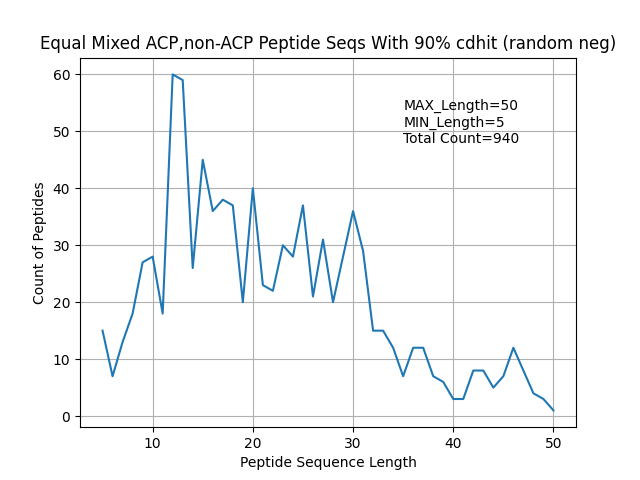 Equal Mixed ACP,non-ACP Peptide Seqs With 90% cdhit (random neg)
MAX_Length=50
MIN_Length=5
Total Count=940
Count of Peptides
60
50
40
30
20
10
0
10 20 30 40 50
Peptide Sequence Length